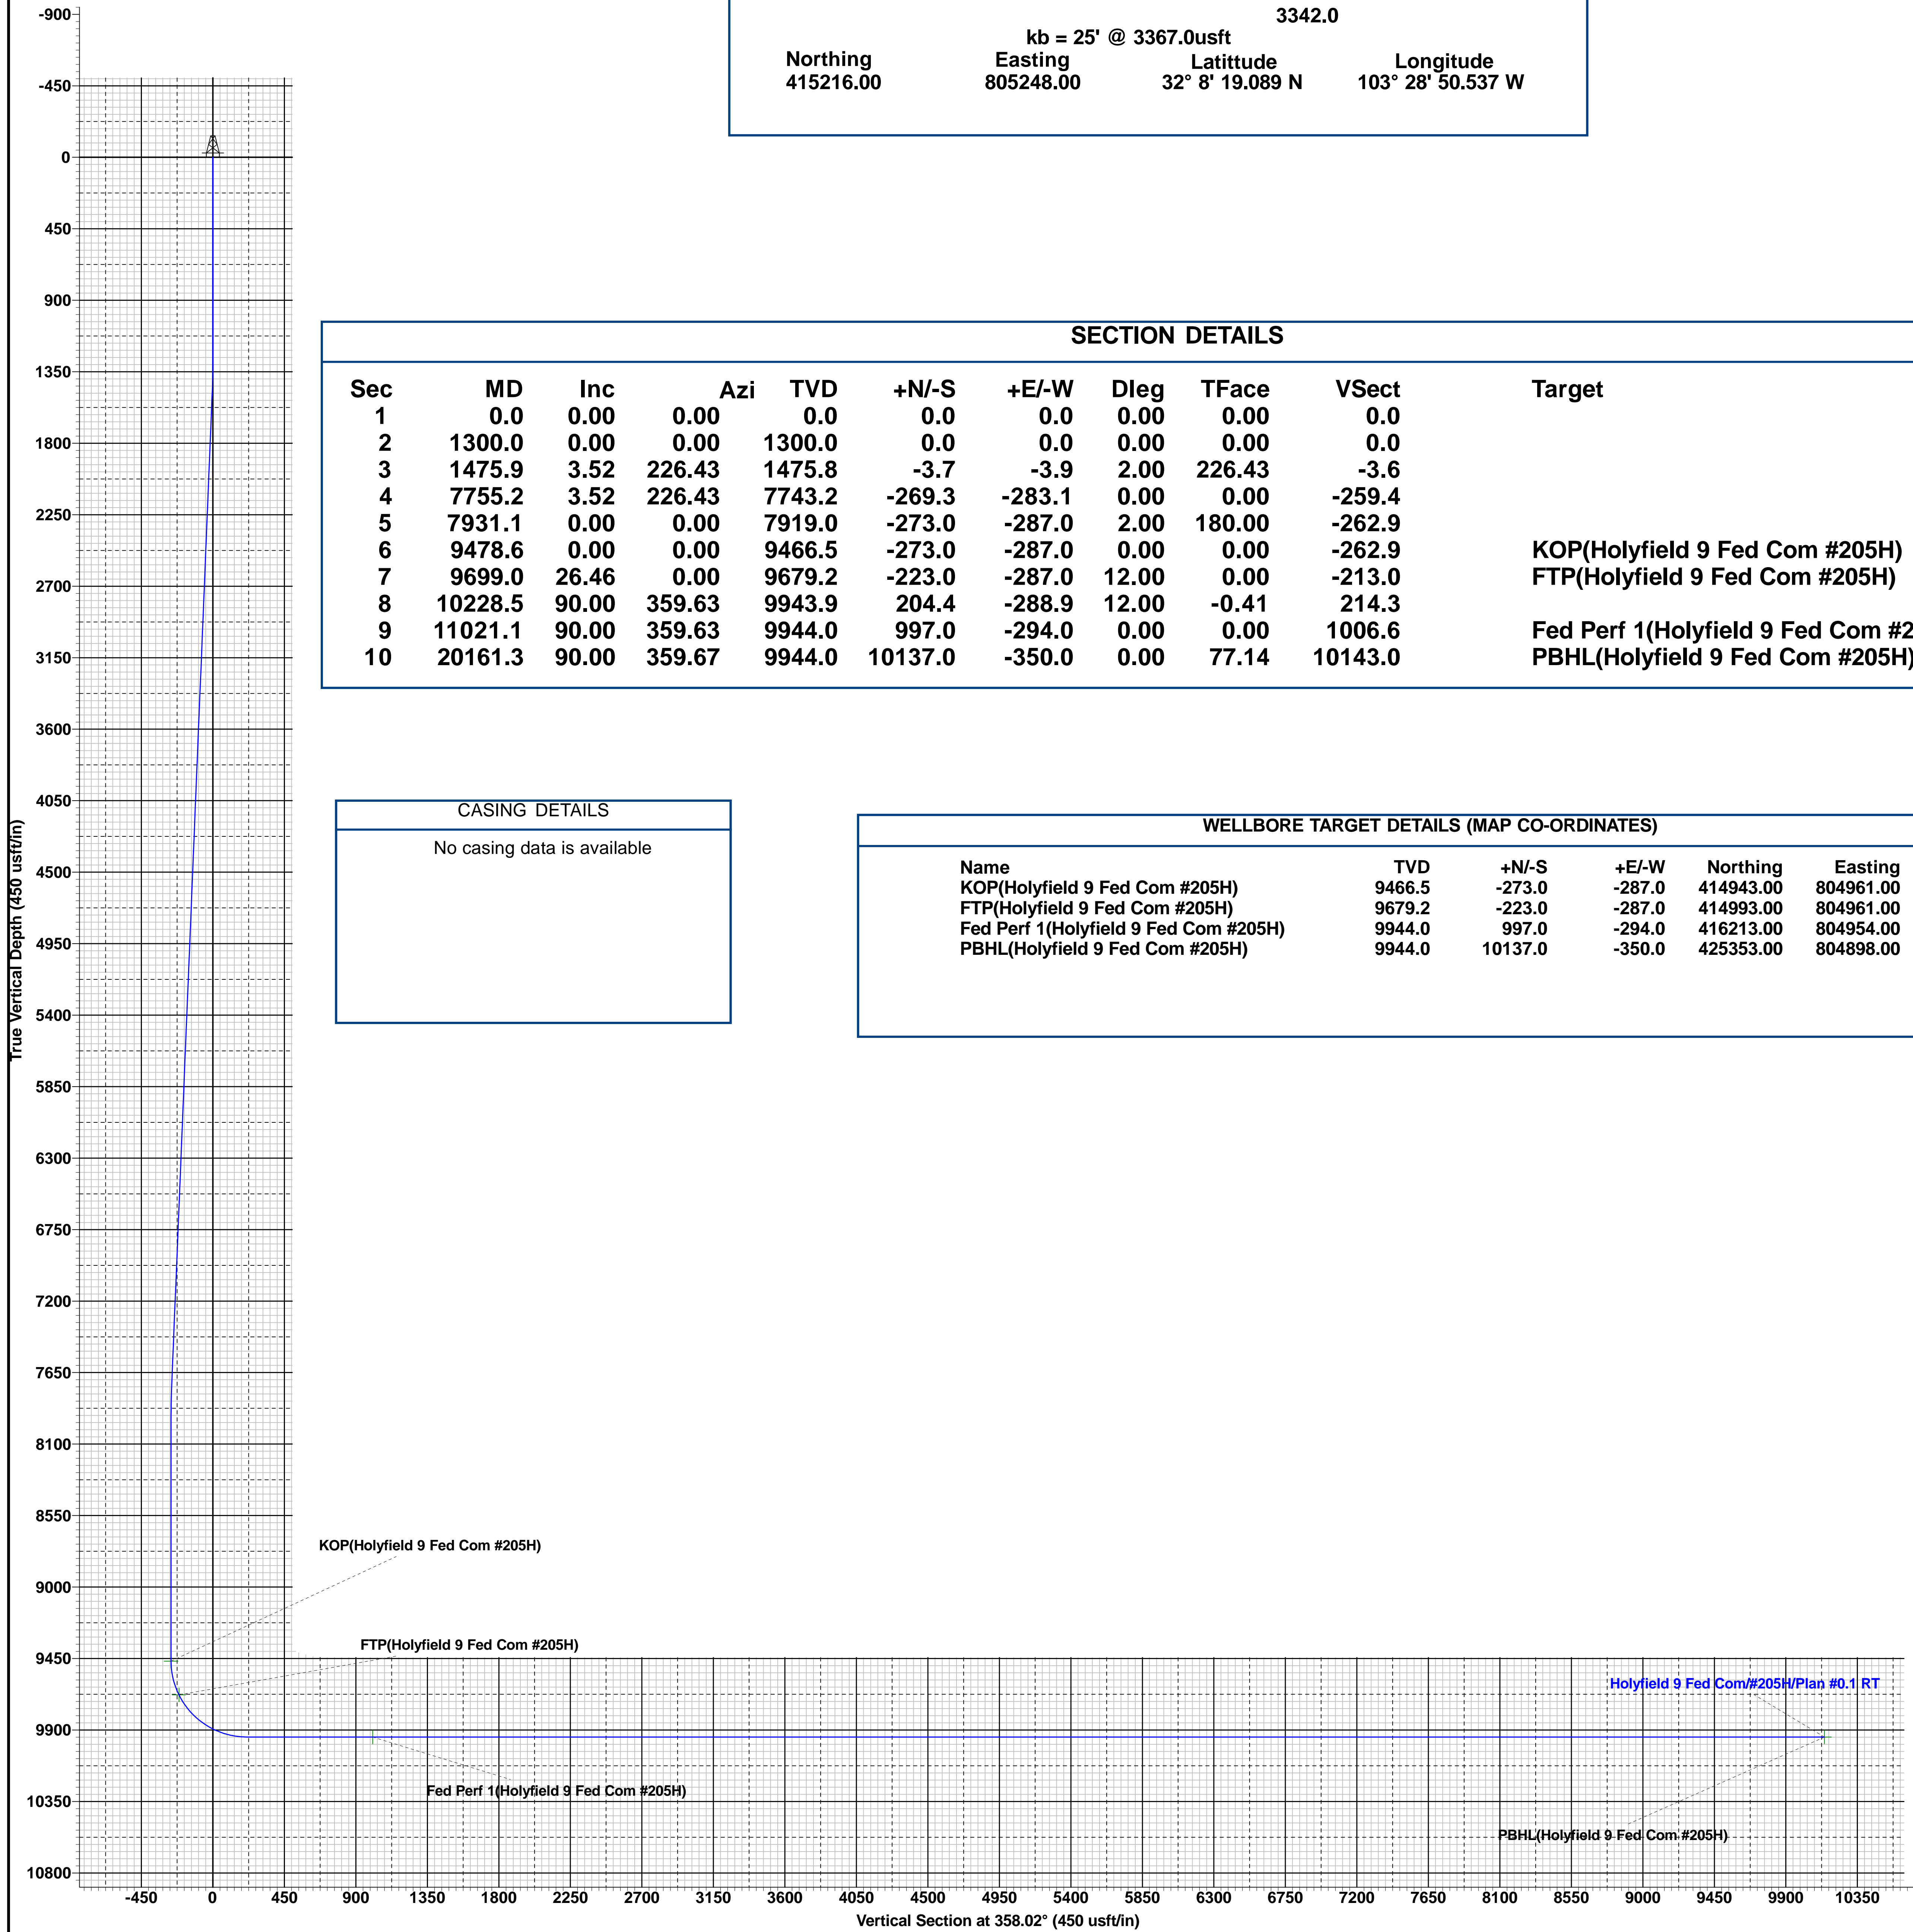 3342.0
kb = 25' @ 3367.0usft
Northing Easting Latittude Longitude
415216.00 805248.00 32° 8' 19.089 N 103° 28' 50.537 W
SECTION DETAILS
Sec MD Inc Azi TVD +N/-S +E/-W Dleg TFace VSect Target
1 0.0 0.00 0.00 0.0 0.0 0.0 0.00 0.00 0.0
2 1300.0 0.00 0.00 1300.0 0.0 0.0 0.00 0.00 0.0
3 1475.9 3.52 226.43 1475.8 -3.7 -3.9 2.00 226.43 -3.6
4 7755.2 3.52 226.43 7743.2 -269.3 -283.1 0.00 0.00 -259.4
5 7931.1 0.00 0.00 7919.0 -273.0 -287.0 2.00 180.00 -262.9
6 9478.6 0.00 0.00 9466.5 -273.0 -287.0 0.00 0.00 -262.9 KOP(Holyfield 9 Fed Com #205H)
7 9699.0 26.46 0.00 9679.2 -223.0 -287.0 12.00 0.00 -213.0 FTP(Holyfield 9 Fed Com #205H)
8 10228.5 90.00 359.63 9943.9 204.4 -288.9 12.00 -0.41 214.3
9 11021.1 90.00 359.63 9944.0 997.0 -294.0 0.00 0.00 1006.6 Fed Perf 1(Holyfield 9 Fed Com #2
10 20161.3 90.00 359.67 9944.0 10137.0 -350.0 0.00 77.14 10143.0 PBHL(Holyfield 9 Fed Com #205H)
CASING DETAILS
No casing data is available
WELLBORE TARGET DETAILS (MAP CO-ORDINATES)
Name TVD +N/-S +E/-W Northing Easting
KOP(Holyfield 9 Fed Com #205H) 9466.5 -273.0 -287.0 414943.00 804961.00
FTP(Holyfield 9 Fed Com #205H) 9679.2 -223.0 -287.0 414993.00 804961.00
Fed Perf 1(Holyfield 9 Fed Com #205H) 9944.0 997.0 -294.0 416213.00 804954.00
PBHL(Holyfield 9 Fed Com #205H) 9944.0 10137.0 -350.0 425353.00 804898.00
True Vertical Depth (450 usft/in)
-900
-450
0
450
900
1350
1800
2250
2700
3150
3600
4050
4500
4950
5400
5850
6300
6750
7200
7650
8100
8550
9000
9450
9900
10350
10800
KOP(Holyfield 9 Fed Com #205H)
FTP(Holyfield 9 Fed Com #205H)
Holyfield 9 Fed Com/#205H/Plan #0.1 RT
Fed Perf 1(Holyfield 9 Fed Com #205H)
PBHL(Holyfield 9 Fed Com #205H)
-450 0 450 900 1350 1800 2250 2700 3150 3600 4050 4500 4950 5400 5850 6300 6750 7200 7650 8100 8550 9000 9450 9900 10350
Vertical Section at 358.02° (450 usft/in)